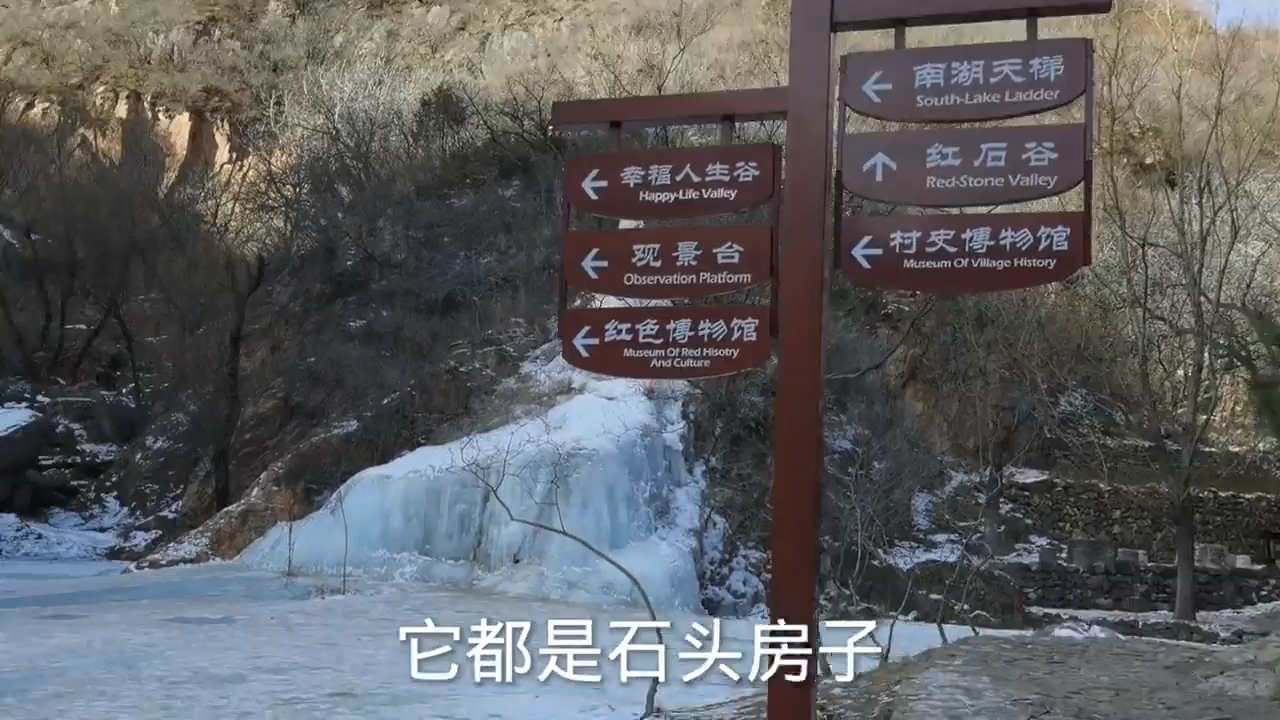 南湖天梯
South-Lake Ladder
红石谷
Red-Stone Valley
村史博物馆
Museum Of Village History
幸福人生谷
Happy-Life Valley
观景台
Observation Platform
红色博物馆
Museum Of Red Hisotry
And Culture
它都是石头房子